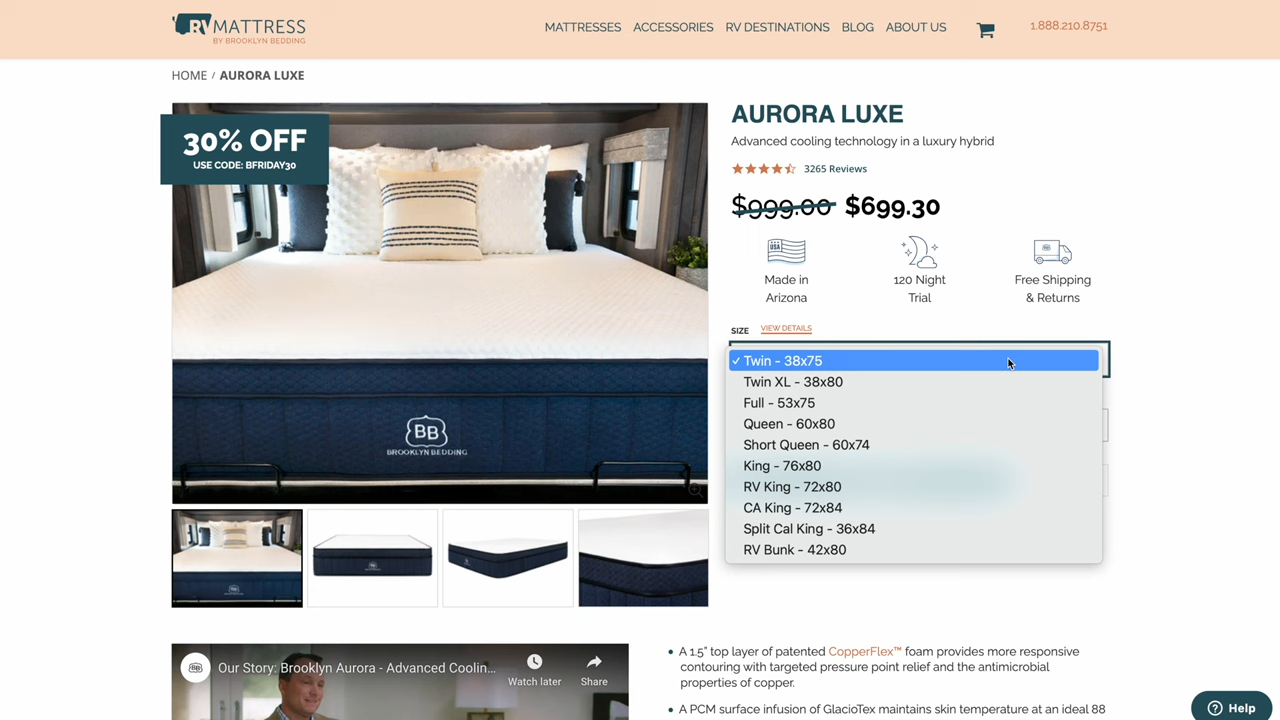 RV MATTRESS
BY BROOKLYN BEDDING
MATTRESSES ACCESSORIES RV DESTINATIONS BLOG ABOUT US
1.888.210.8751
HOME / AURORA LUXE
30% OFF
USE CODE: BFRIDAY30
BB
BROOKLYN BEDDING
AURORA LUXE
Advanced cooling technology in a luxury hybrid
3265 Reviews
$999.00 $699.30
USA
Made in
Arizona
120 Night
Trial
Free Shipping
& Returns
SIZE VIEW DETAILS
✓ Twin - 38x75
Twin XL - 38x80
Full - 53x75
Queen - 60x80
Short Queen - 60x74
King - 76x80
RV King - 72x80
CA King - 72x84
Split Cal King - 36x84
RV Bunk - 42x80
BB
Our Story: Brooklyn Aurora - Advanced Coolin...
Watch later
Share
• A 1.5” top layer of patented CopperFlex™ foam provides more responsive
contouring with targeted pressure point relief and the antimicrobial
properties of copper.
• A PCM surface infusion of GlacioTex maintains skin temperature at an ideal 88
Help